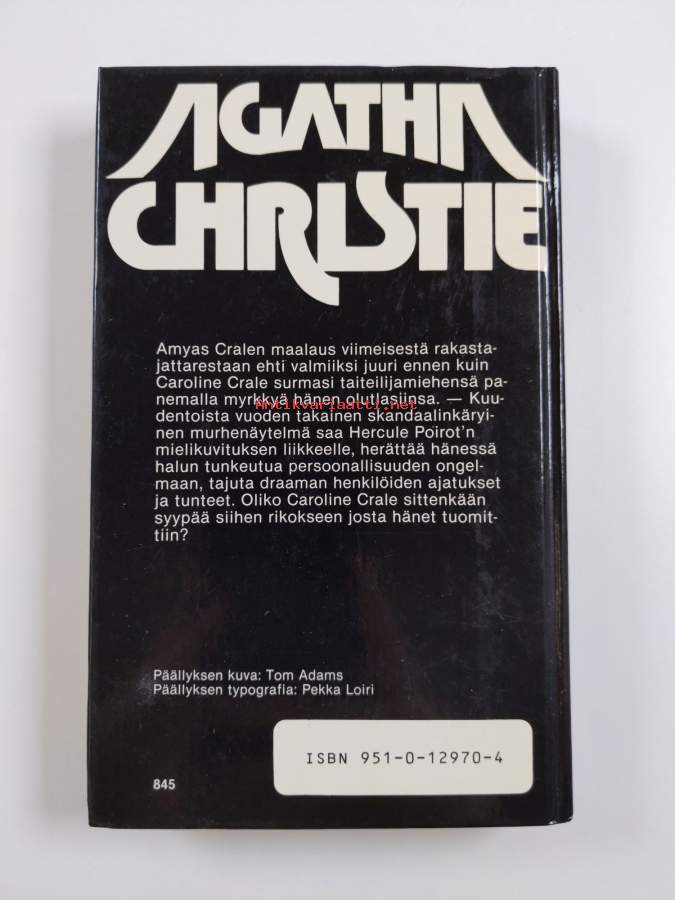 AGATHA
CHRISTIE
Amyas Cralen maalaus viimeisestä rakasta-
jattarestaan ehti valmiiksi juuri ennen kuin
Caroline Crale surmasi taiteilijamiehensä pa-
nemalla myrkkyä hänen olutlasiinsa. — Kuu-
Antikvariaatti.net
dentoista vuoden takainen skandaalinkäryi-
nen murhenäytelmä saa Hercule Poirot'n
mielikuvituksen liikkeelle, herättää hänessä
halun tunkeutua persoonallisuuden ongel-
maan, tajuta draaman henkilöiden ajatukset
ja tunteet. Oliko Caroline Crale sittenkään
syypää siihen rikokseen josta hänet tuomit-
tiin?
Päällyksen kuva: Tom Adams
Päällyksen typografia: Pekka Loiri
ISBN 951-0-12970-4
845